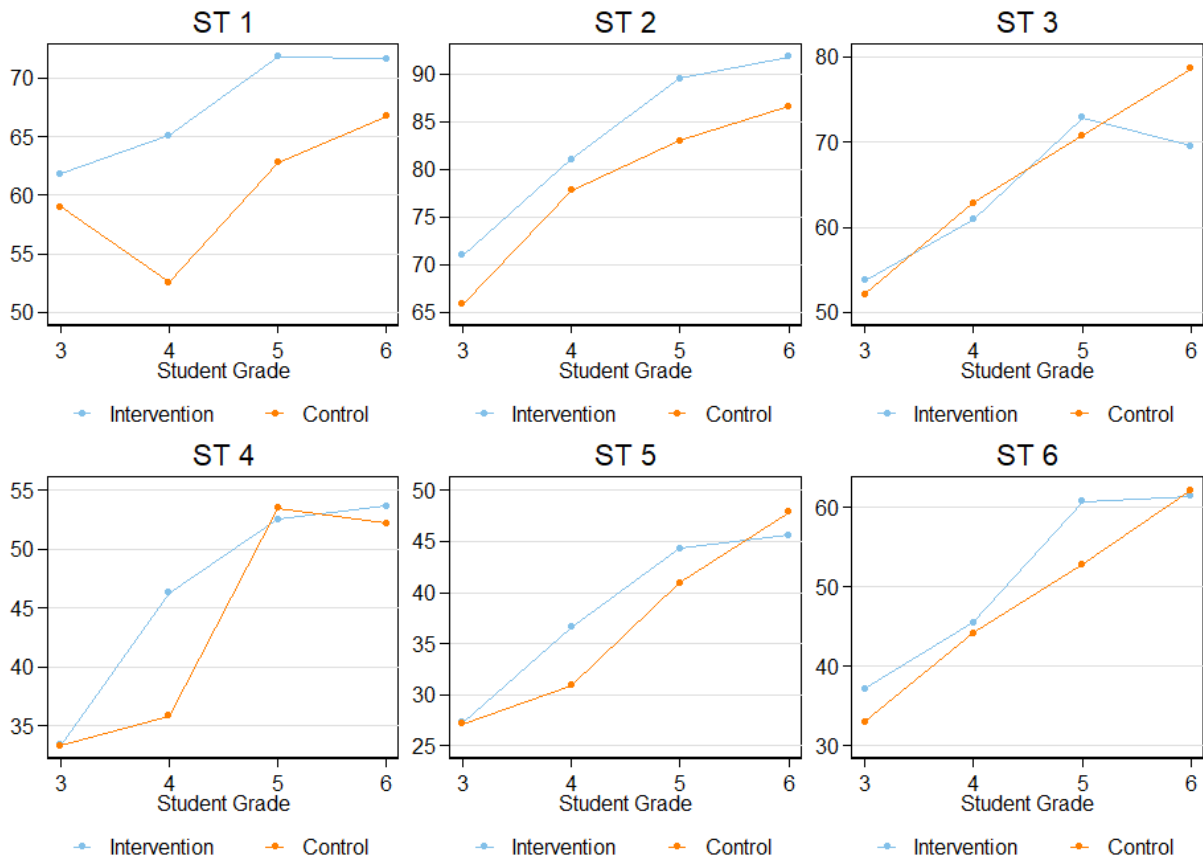 ST 1
70
65
60
55
50
3 4 5 6
Student Grade
Intervention Control
ST 2
90
85
80
75
70
65
3 4 5 6
Student Grade
Intervention Control
ST 3
80
70
60
50
3 4 5 6
Student Grade
Intervention Control
ST 4
55
50
45
40
35
3 4 5 6
Student Grade
Intervention Control
ST 5
50
45
40
35
30
25
3 4 5 6
Student Grade
Intervention Control
ST 6
60
50
40
30
3 4 5 6
Student Grade
Intervention Control